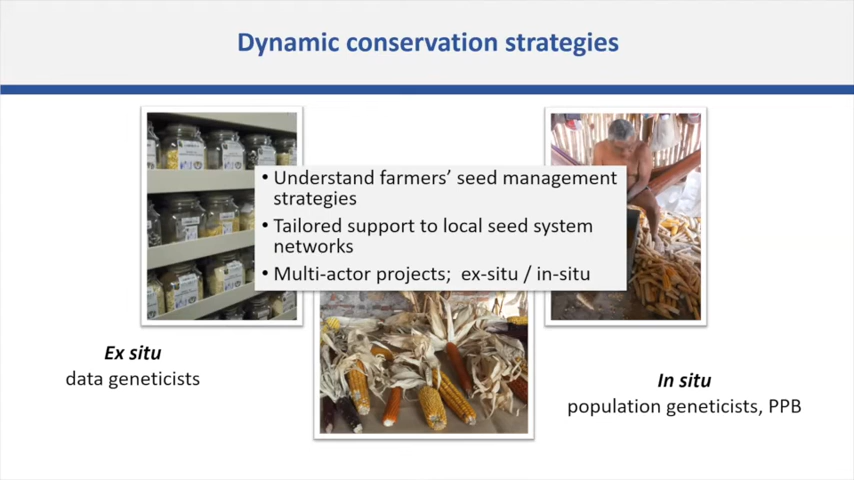 Dynamic conservation strategies
• Understand farmers’ seed management
strategies
• Tailored support to local seed system
networks
• Multi-actor projects;  ex-situ / in-situ
Ex situ
data geneticists
In situ
population geneticists, PPB